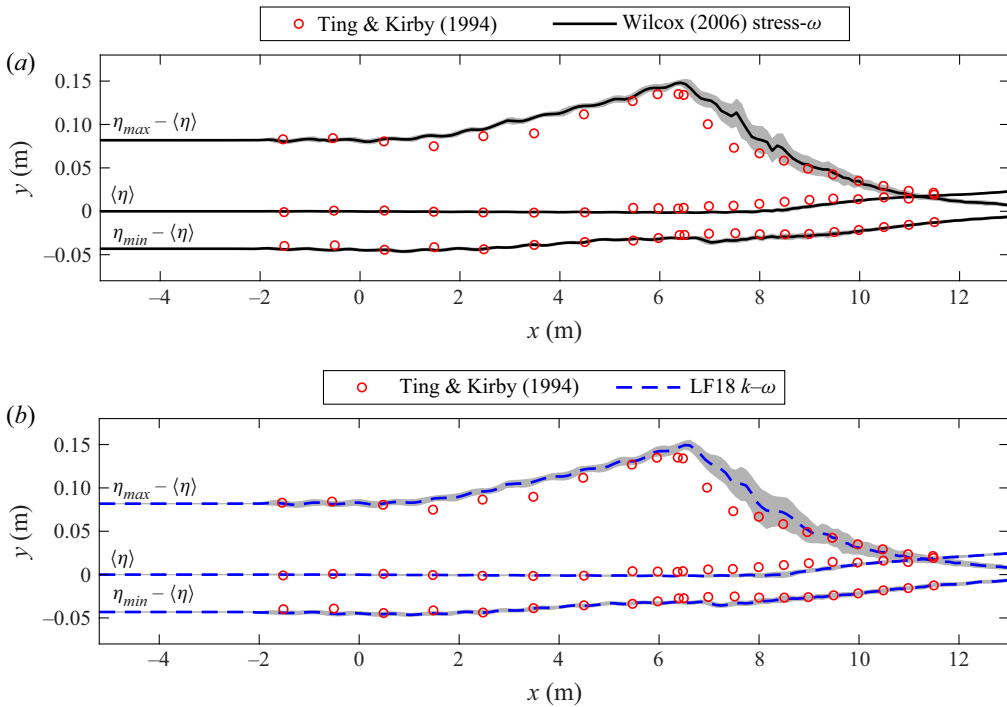 Ting & Kirby (1994) Wilcox (2006) stress-ω
(a)
0.15
η_max – ⟨η⟩
0.10
y (m)
0.05
⟨η⟩
0
η_min – ⟨η⟩
–0.05
–4 –2 0 2 4 6 8 10 12
x (m)
Ting & Kirby (1994) LF18 k–ω
(b)
0.15
η_max – ⟨η⟩
0.10
y (m)
0.05
⟨η⟩
0
η_min – ⟨η⟩
–0.05
–4 –2 0 2 4 6 8 10 12
x (m)